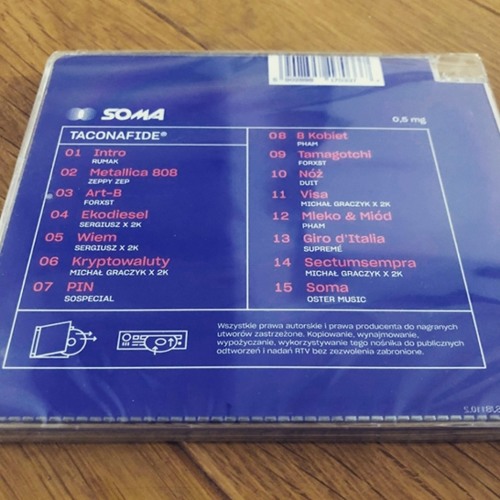 SOMA
0,5 mg
TACONAFIDE®
01 Intro
RUMAK
02 Metallica 808
ZEPPY ZEP
03 Art-B
FORXST
04 Ekodiesel
SERGIUSZ X 2K
05 Wiem
SERGIUSZ X 2K
06 Kryptowaluty
MICHAŁ GRACZYK X 2K
07 PIN
SOSPECIAL
08 8 Kobiet
PHAM
09 Tamagotchi
FORXST
10 Nóż
DUIT
11 Visa
MICHAŁ GRACZYK X 2K
12 Mleko & Miód
PHAM
13 Giro d'Italia
SUPREMÉ
14 Sectumsempra
MICHAŁ GRACZYK X 2K
15 Soma
OSTER MUSIC
Wszystkie prawa autorskie i prawa producenta do nagranych
utworów zastrzeżone. Kopiowanie, wynajmowanie,
wypożyczanie, wykorzystywanie tego nośnika do publicznych
odtworzeń i nadań RTV bez zezwolenia zabronione.